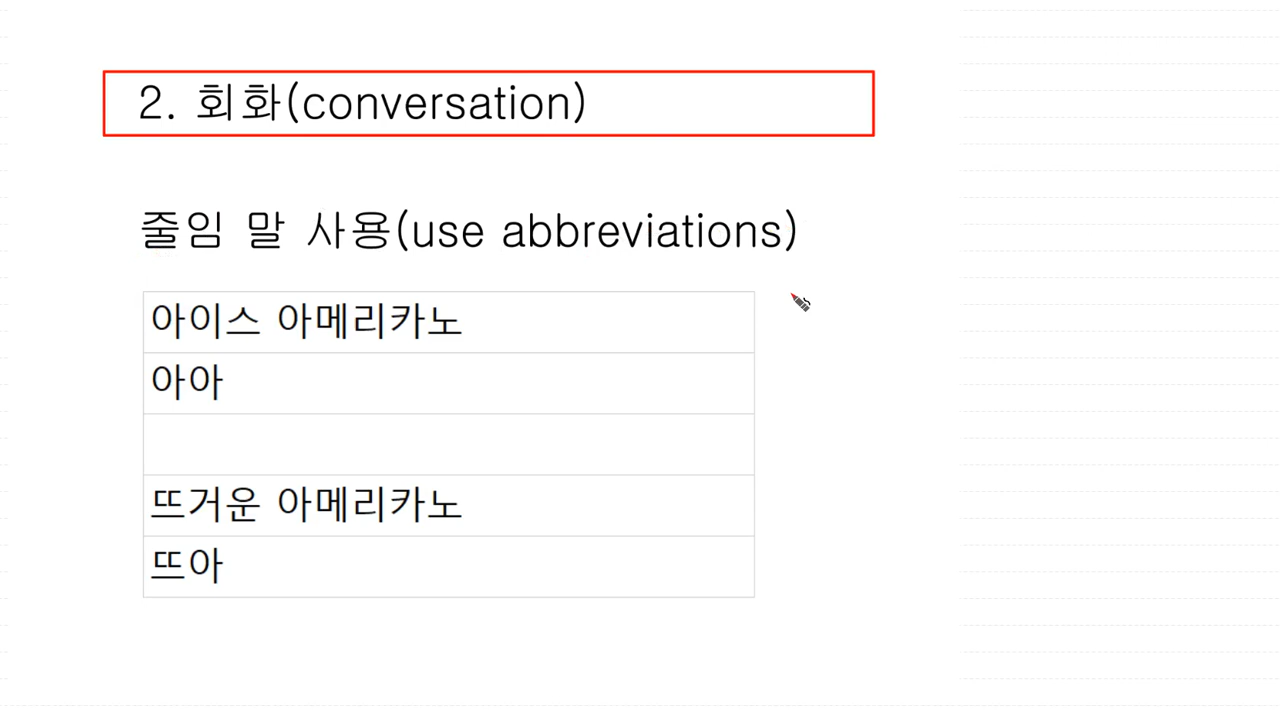 2. 회화(conversation)
줄임 말 사용(use abbreviations)
아이스 아메리카노
아아
뜨거운 아메리카노
뜨아